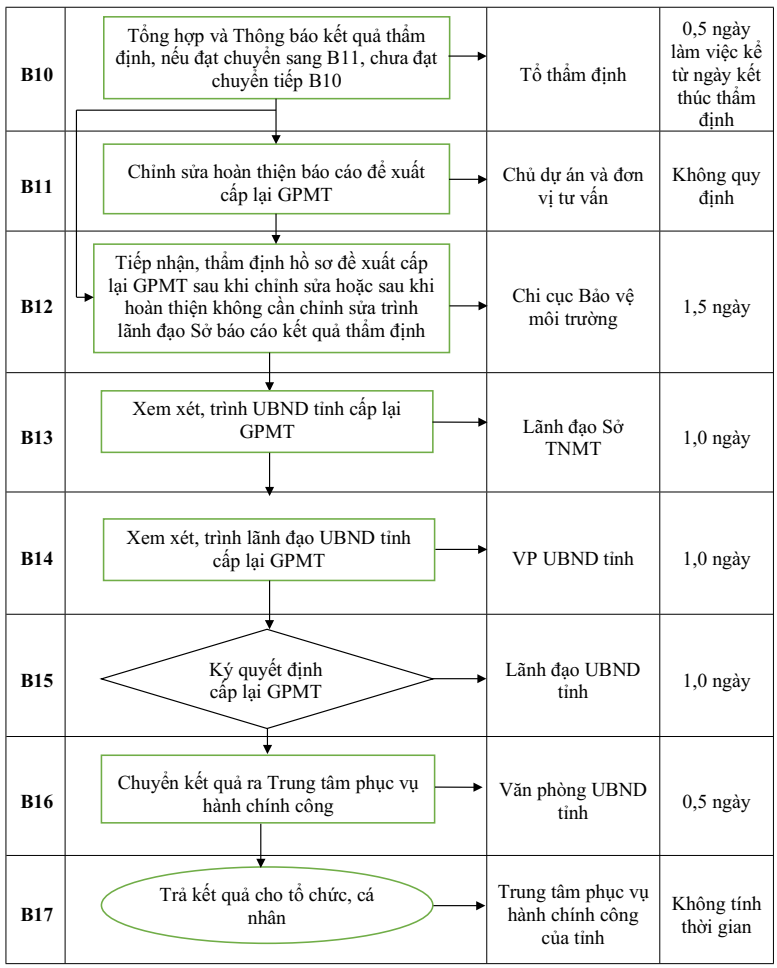 B10
Tổng hợp và Thông báo kết quả thẩm
định, nếu đạt chuyển sang B11, chưa đạt
chuyển tiếp B10
Tổ thẩm định
0,5 ngày
làm việc kể
từ ngày kết
thúc thẩm
định
B11
Chỉnh sửa hoàn thiện báo cáo để xuất
cấp lại GPMT
Chủ dự án và đơn
vị tư vấn
Không quy
định
B12
Tiếp nhận, thẩm định hồ sơ đề xuất cấp
lại GPMT sau khi chỉnh sửa hoặc sau khi
hoàn thiện không cần chỉnh sửa trình
lãnh đạo Sở báo cáo kết quả thẩm định
Chi cục Bảo vệ
môi trường
1,5 ngày
B13
Xem xét, trình UBND tỉnh cấp lại
GPMT
Lãnh đạo Sở
TNMT
1,0 ngày
B14
Xem xét, trình lãnh đạo UBND tỉnh
cấp lại GPMT
VP UBND tỉnh
1,0 ngày
B15
Ký quyết định
cấp lại GPMT
Lãnh đạo UBND
tỉnh
1,0 ngày
B16
Chuyển kết quả ra Trung tâm phục vụ
hành chính công
Văn phòng UBND
tỉnh
0,5 ngày
B17
Trả kết quả cho tổ chức, cá
nhân
Trung tâm phục vụ
hành chính công
của tỉnh
Không tính
thời gian